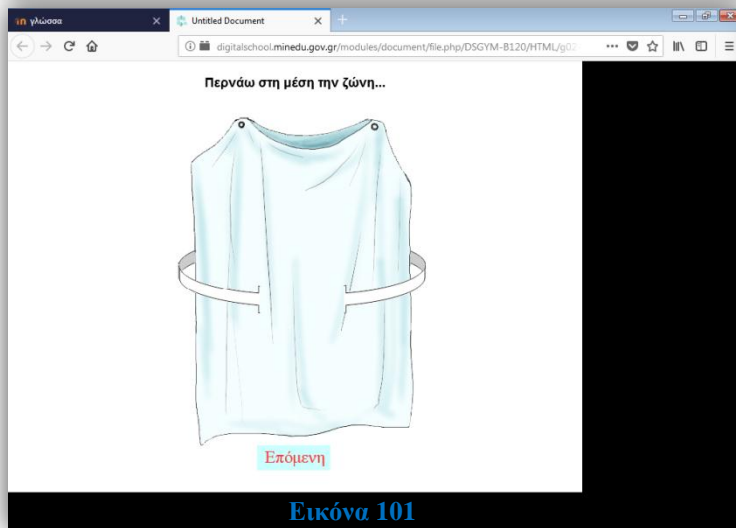 γλώσσα
Untitled Document
digitalschool.minedu.gov.gr/modules/document/file.php/DSGYM-B120/HTML/g02
Περνάω στη μέση την ζώνη...
Επόμενη
Εικόνα 101